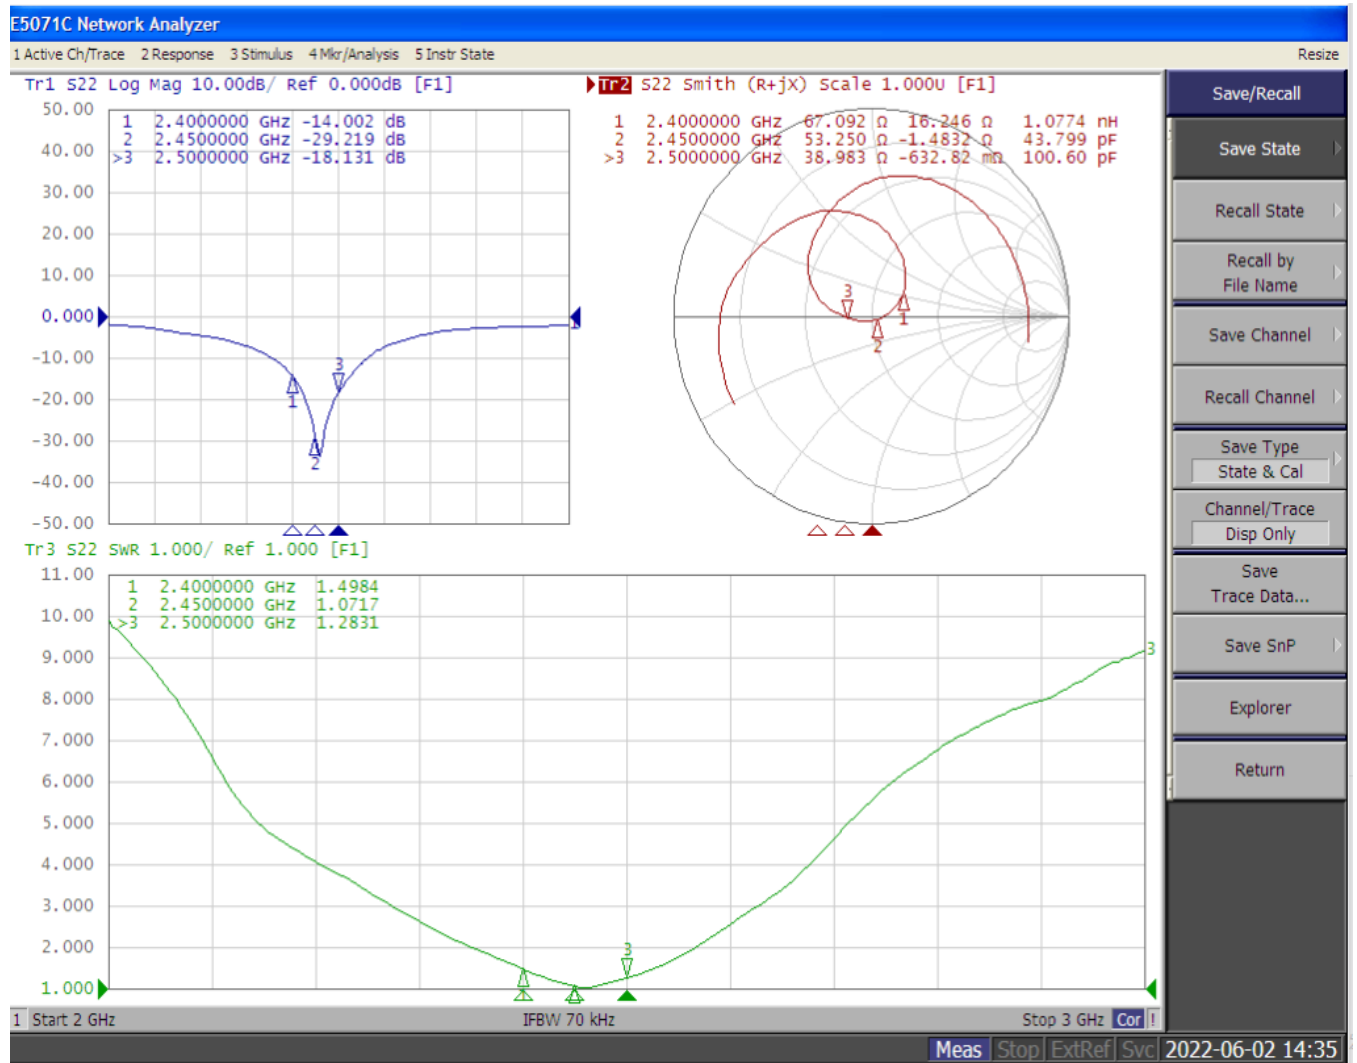 E5071C Network Analyzer
1 Active Ch/Trace 2 Response 3 Stimulus 4 Mkr/Analysis 5 Instr State Resize
Tr1 S22 Log Mag 10.00dB/ Ref 0.000dB [F1]
50.00
40.00
30.00
20.00
10.00
0.000
-10.00
-20.00
-30.00
-40.00
-50.00
1 2.4000000 GHz -14.002 dB
2 2.4500000 GHz -29.219 dB
>3 2.5000000 GHz -18.131 dB
1
2
3
1
Tr2 S22 Smith (R+jX) Scale 1.000U [F1]
1 2.4000000 GHz 67.092 Ω 16.246 Ω 1.0774 nH
2 2.4500000 GHz 53.250 Ω -1.4832 Ω 43.799 pF
>3 2.5000000 GHz 38.983 Ω -632.82 mΩ 100.60 pF
3
1
2
Tr3 S22 SWR 1.000/ Ref 1.000 [F1]
11.00
10.00
9.000
8.000
7.000
6.000
5.000
4.000
3.000
2.000
1.000
1 2.4000000 GHz 1.4984
2 2.4500000 GHz 1.0717
>3 2.5000000 GHz 1.2831
3
3
1 Start 2 GHz IFBW 70 kHz Stop 3 GHz Cor !
Save/Recall
Save State
Recall State
Recall by
File Name
Save Channel
Recall Channel
Save Type
State & Cal
Channel/Trace
Disp Only
Save
Trace Data...
Save SnP
Explorer
Return
Meas Stop ExtRef Svc 2022-06-02 14:35